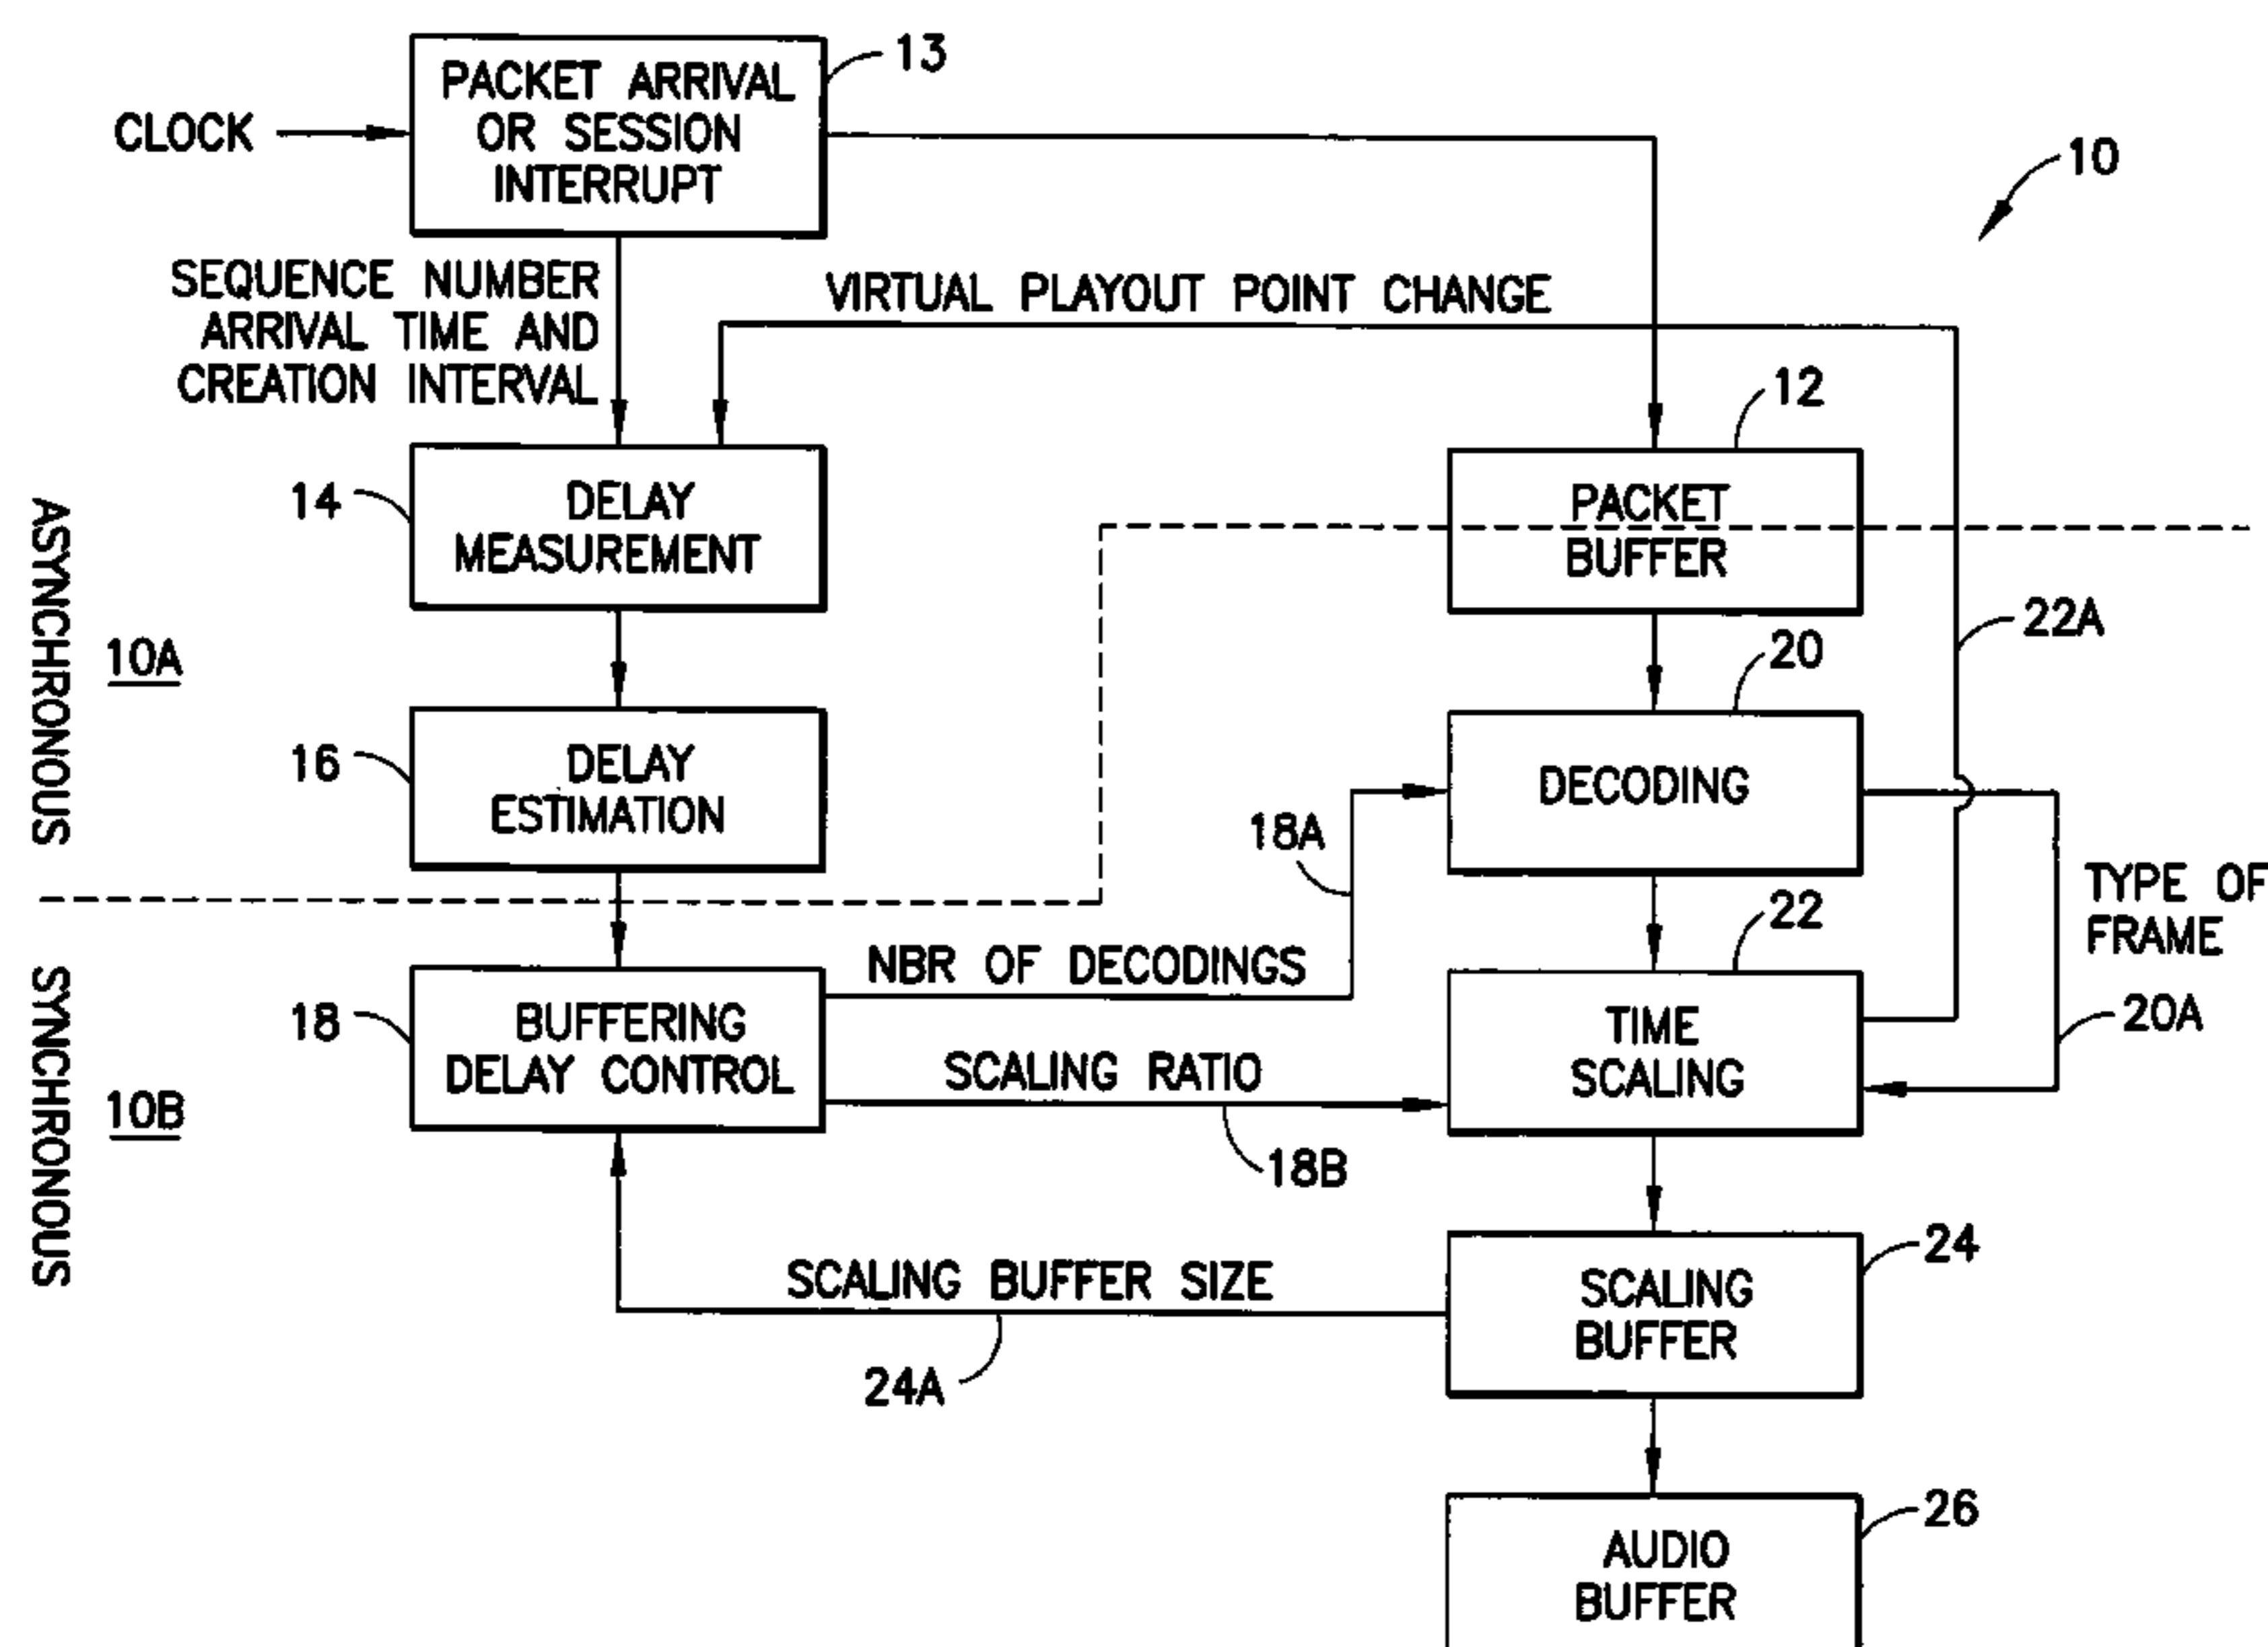 PACKET ARRIVAL
OR SESSION
INTERRUPT
13
CLOCK
10
SEQUENCE NUMBER
ARRIVAL TIME AND
CREATION INTERVAL
VIRTUAL PLAYOUT POINT CHANGE
12
14
DELAY
MEASUREMENT
PACKET
BUFFER
ASYNCHRONOUS
10A
22A
20
16
DELAY
ESTIMATION
DECODING
18A
TYPE OF
FRAME
22
SYNCHRONOUS
10B
18
BUFFERING
DELAY CONTROL
NBR OF DECODINGS
SCALING RATIO
18B
TIME
SCALING
20A
SCALING BUFFER SIZE
24A
SCALING
BUFFER
24
AUDIO
BUFFER
26